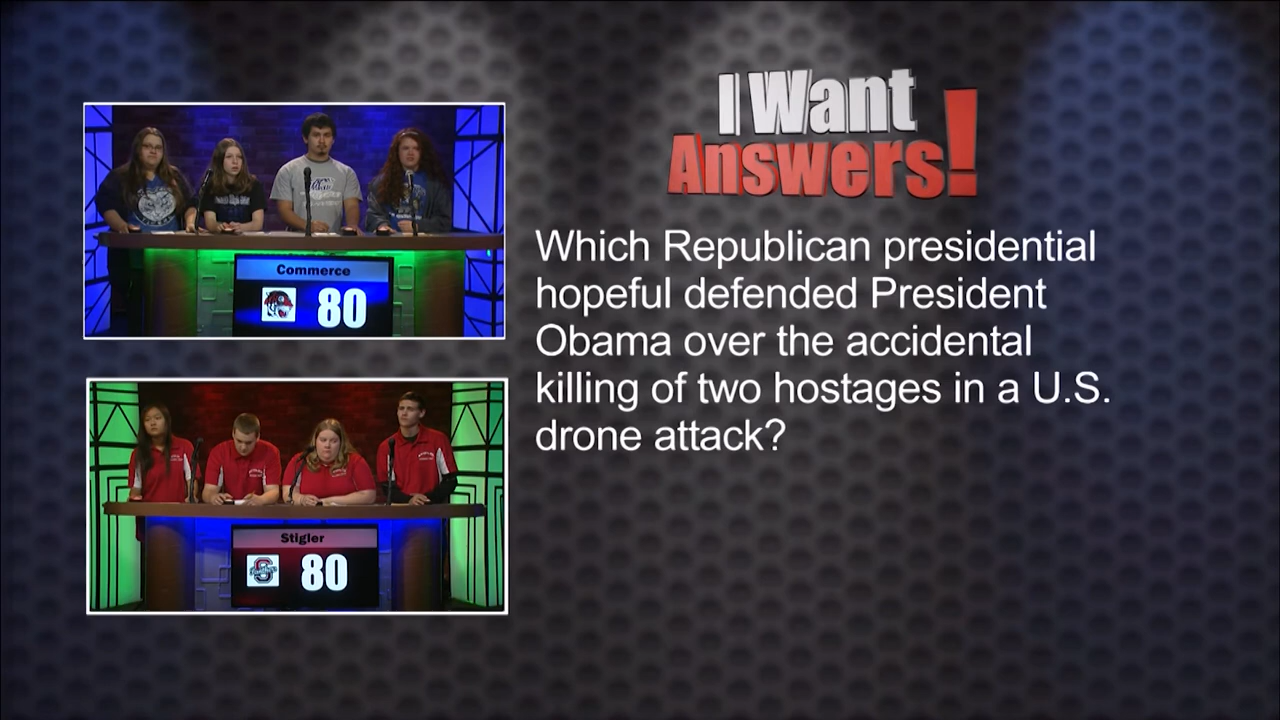 I Want
Answers!
Which Republican presidential
hopeful defended President
Obama over the accidental
killing of two hostages in a U.S.
drone attack?
Commerce
80
Stigler
80